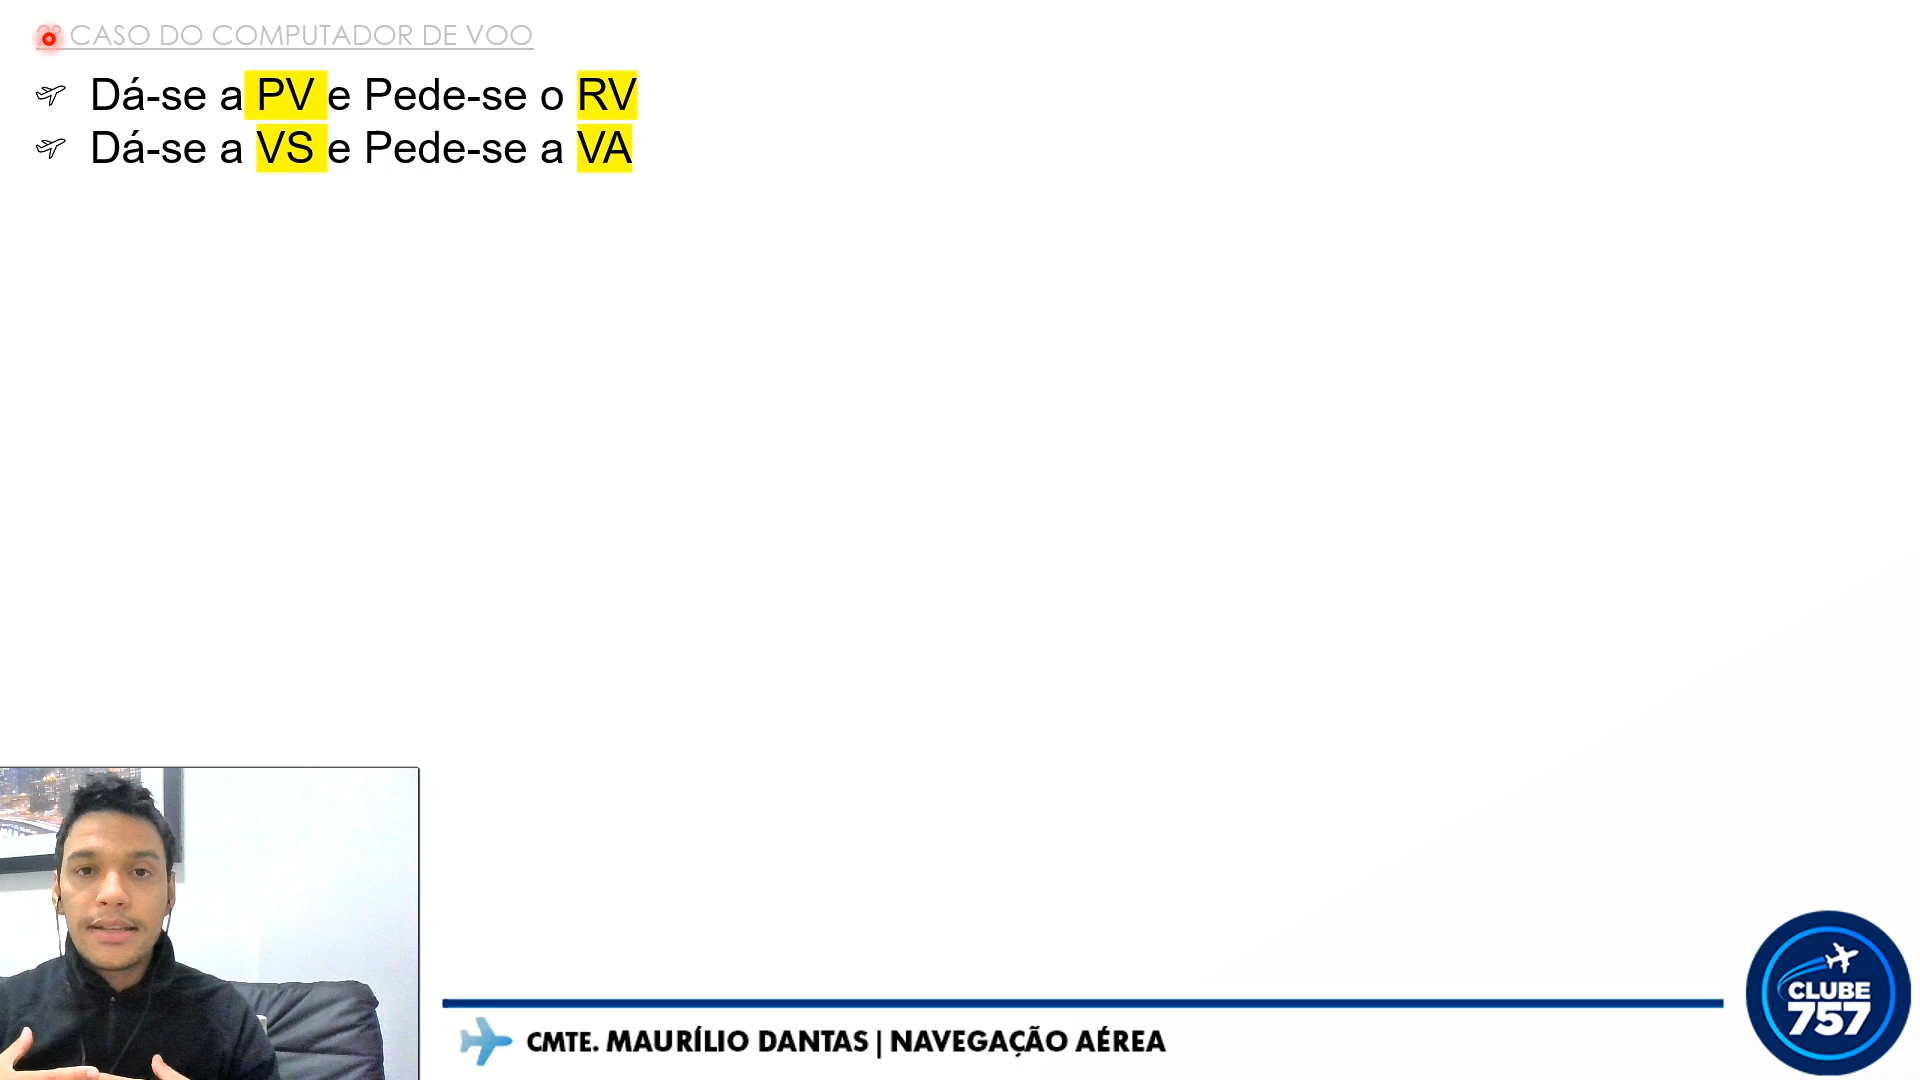 CASO DO COMPUTADOR DE VOO
Dá-se a PV e Pede-se o RV
Dá-se a VS e Pede-se a VA
CMTE. MAURÍLIO DANTAS | NAVEGAÇÃO AÉREA
CLUBE
757